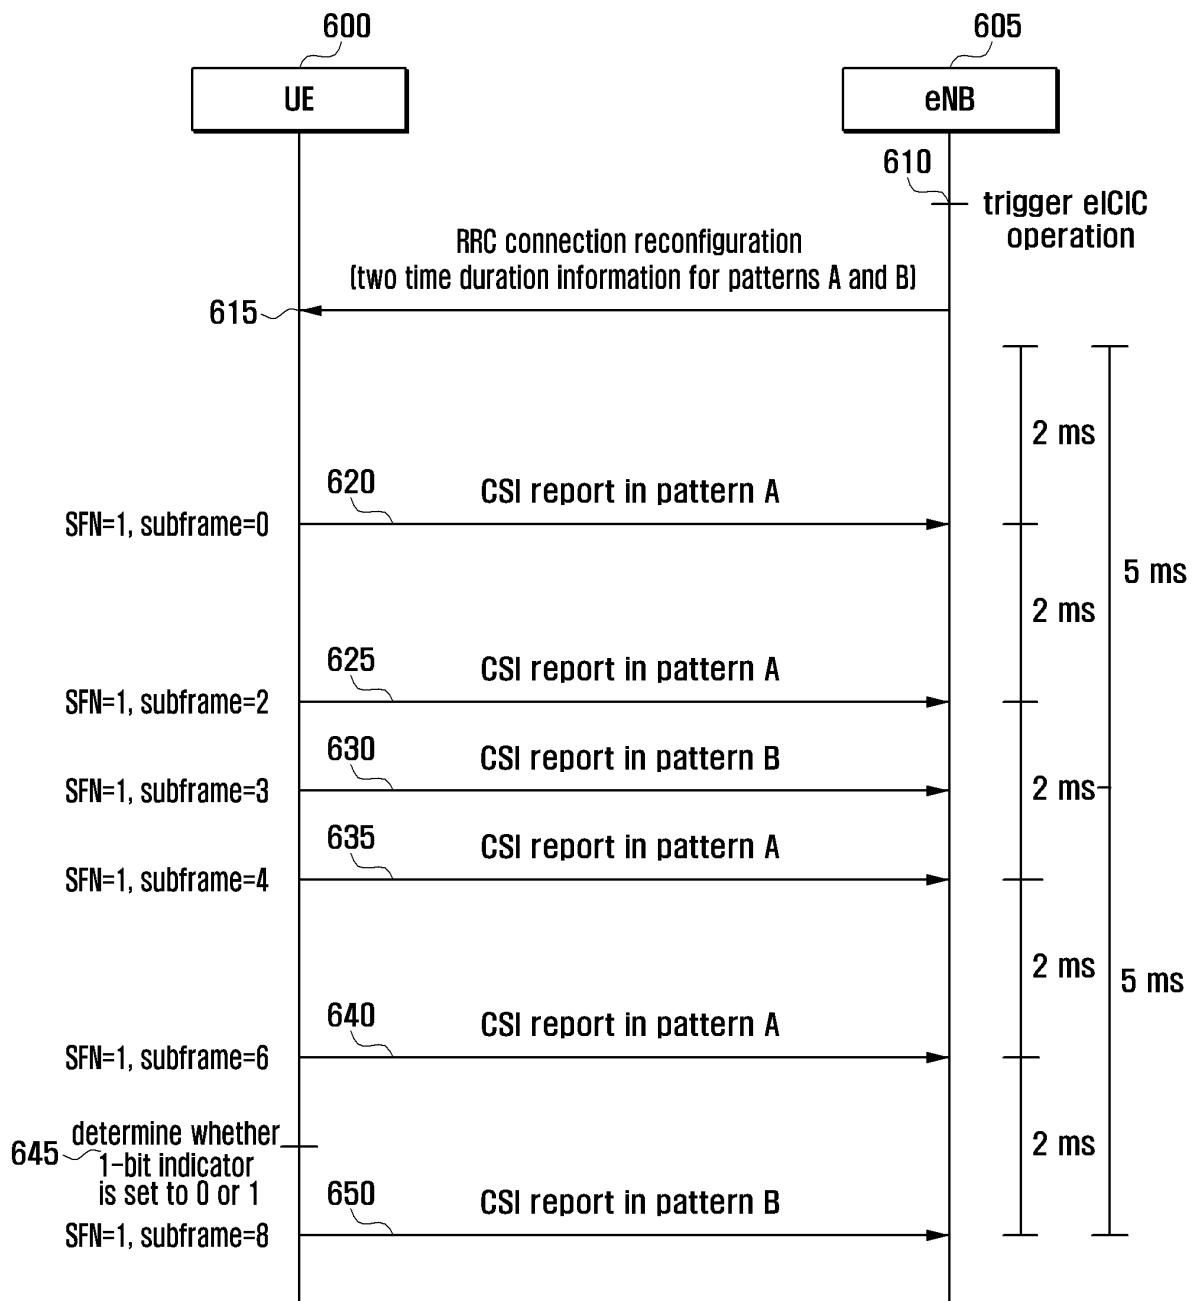 600
605
UE
eNB
610
trigger eICIC
operation
RRC connection reconfiguration
(two time duration information for patterns A and B)
615
2 ms
620
CSI report in pattern A
SFN=1, subframe=0
5 ms
2 ms
625
CSI report in pattern A
SFN=1, subframe=2
630
CSI report in pattern B
SFN=1, subframe=3
2 ms
635
CSI report in pattern A
SFN=1, subframe=4
2 ms
5 ms
640
CSI report in pattern A
SFN=1, subframe=6
645
determine whether
1-bit indicator
is set to 0 or 1
2 ms
650
CSI report in pattern B
SFN=1, subframe=8